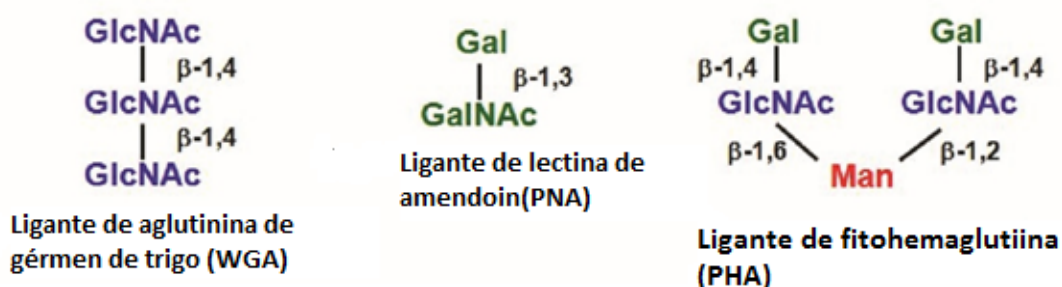 GlcNAc
β-1,4
GlcNAc
β-1,4
GlcNAc
Ligante de aglutinina de
gérmen de trigo (WGA)
Gal
β-1,3
GalNAc
Ligante de lectina de
amendoin(PNA)
Gal Gal
β-1,4 β-1,4
GlcNAc GlcNAc
β-1,6 β-1,2
Man
Ligante de fitohemaglutiina
(PHA)